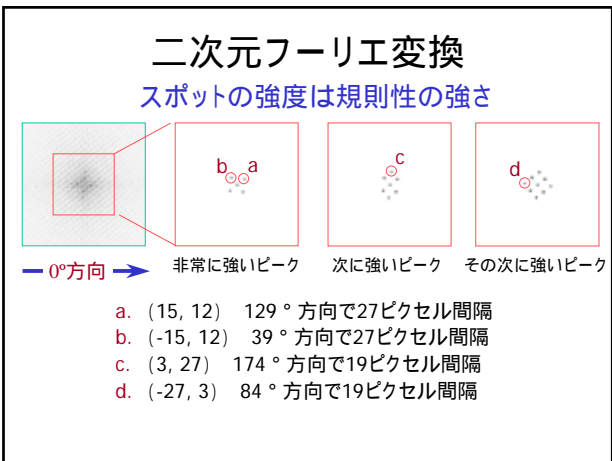 二次元フーリエ変換
スポットの強度は規則性の強さ
b a
c
d
0º方向
非常に強いピーク
次に強いピーク
その次に強いピーク
a. (15, 12) 129 ° 方向で27ピクセル間隔
b. (-15, 12) 39 ° 方向で27ピクセル間隔
c. (3, 27) 174 ° 方向で19ピクセル間隔
d. (-27, 3) 84 ° 方向で19ピクセル間隔